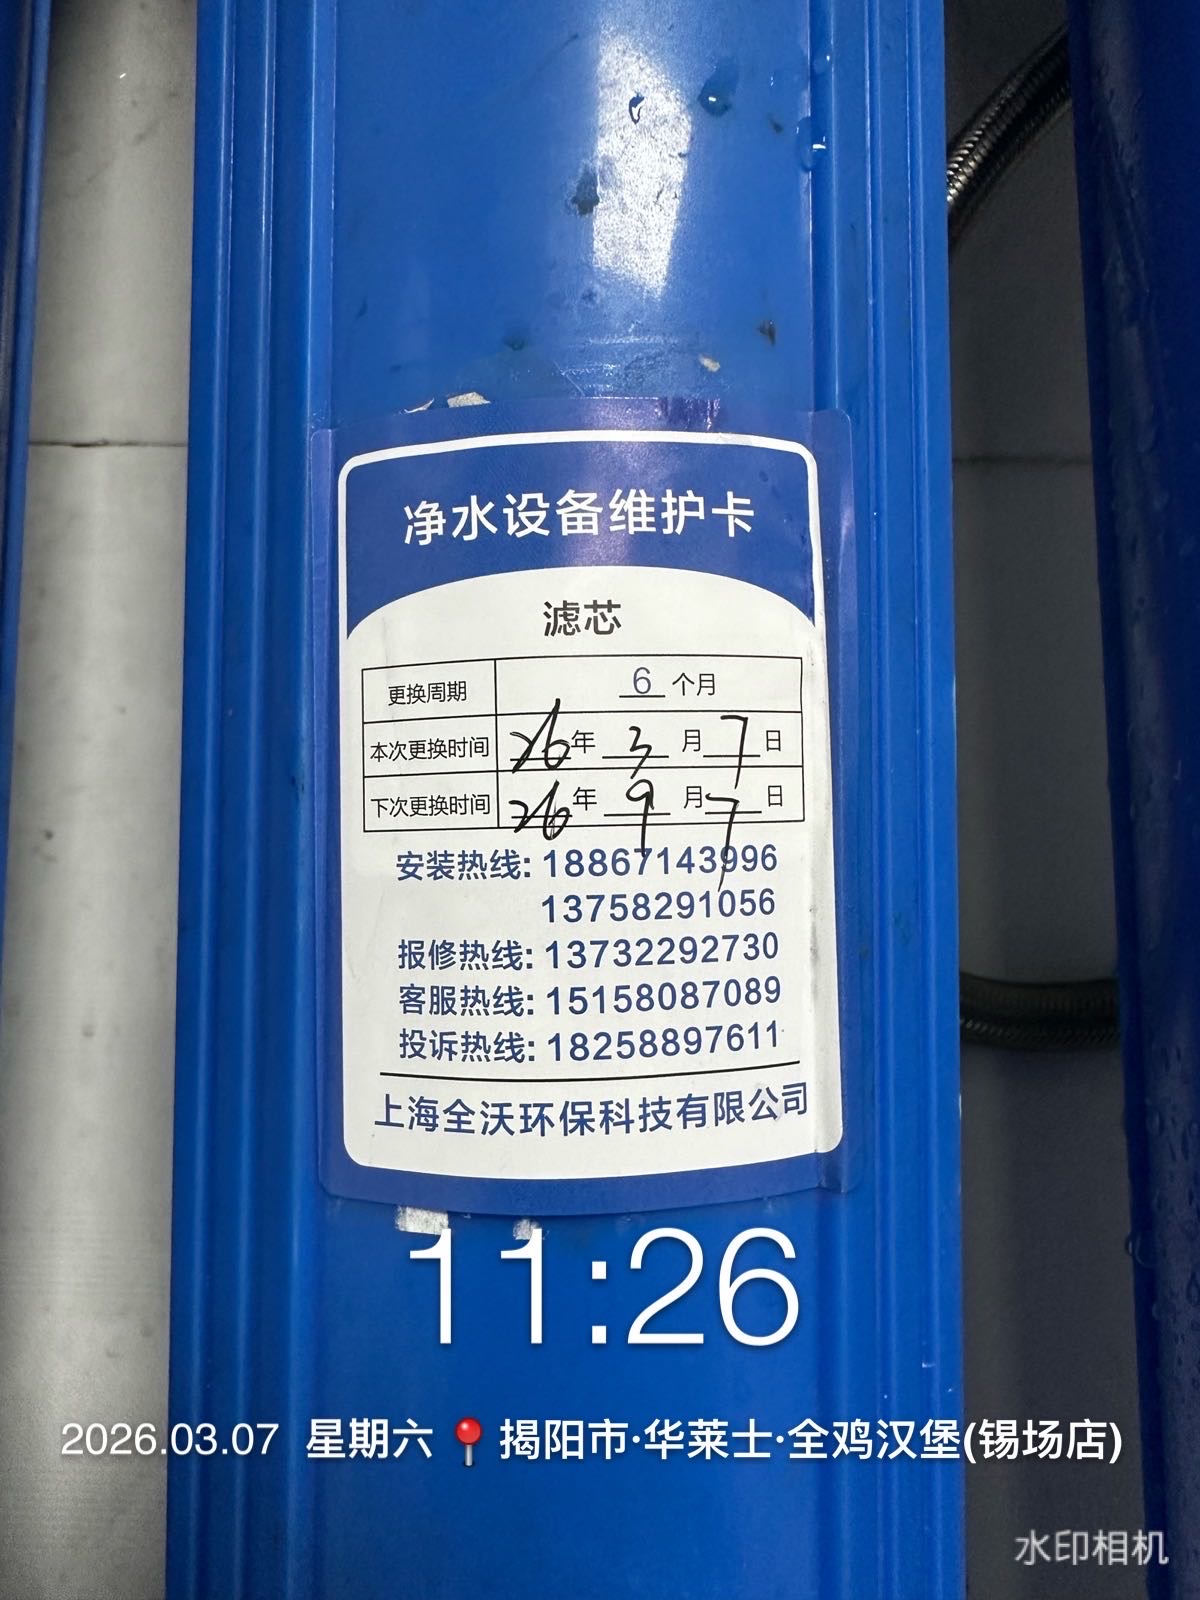 净水设备维护卡
滤芯
更换周期 6 个月
本次更换时间 26年 3 月 7 日
下次更换时间 26年 9 月 7 日
安装热线: 18867143996
13758291056
报修热线: 13732292730
客服热线: 15158087089
投诉热线: 18258897611
上海全沃环保科技有限公司
11:26
2026.03.07 星期六 揭阳市·华莱士·全鸡汉堡(锡场店)
水印相机